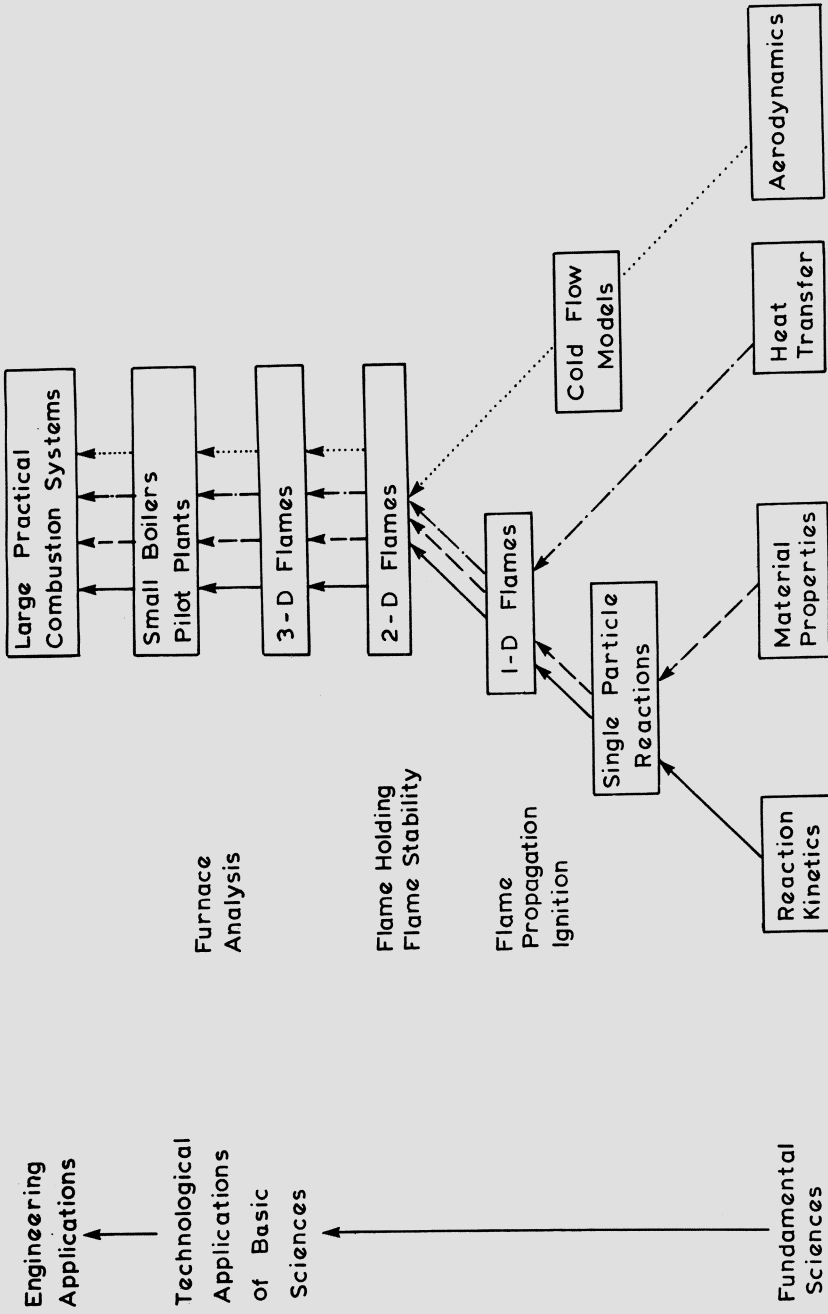 Engineering
Applications
Technological
Applications
of Basic
Sciences
Fundamental
Sciences
Furnace
Analysis
Flame Holding
Flame Stability
Flame
Propagation
Ignition
Large Practical
Combustion Systems
Small Boilers
Pilot Plants
3-D Flames
2-D Flames
1-D Flames
Single Particle
Reactions
Cold Flow
Models
Reaction
Kinetics
Material
Properties
Heat
Transfer
Aerodynamics